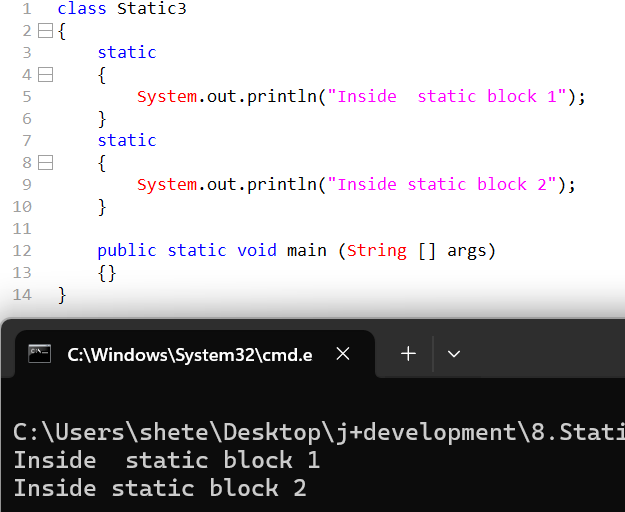 1 class Static3
2 {
3 static
4 {
5 System.out.println("Inside  static block 1");
6 }
7 static
8 {
9 System.out.println("Inside static block 2");
10 }
11
12 public static void main (String [] args)
13 {}
14 }
C:\Windows\System32\cmd.e
C:\Users\shete\Desktop\j+development\8.Stati
Inside  static block 1
Inside static block 2